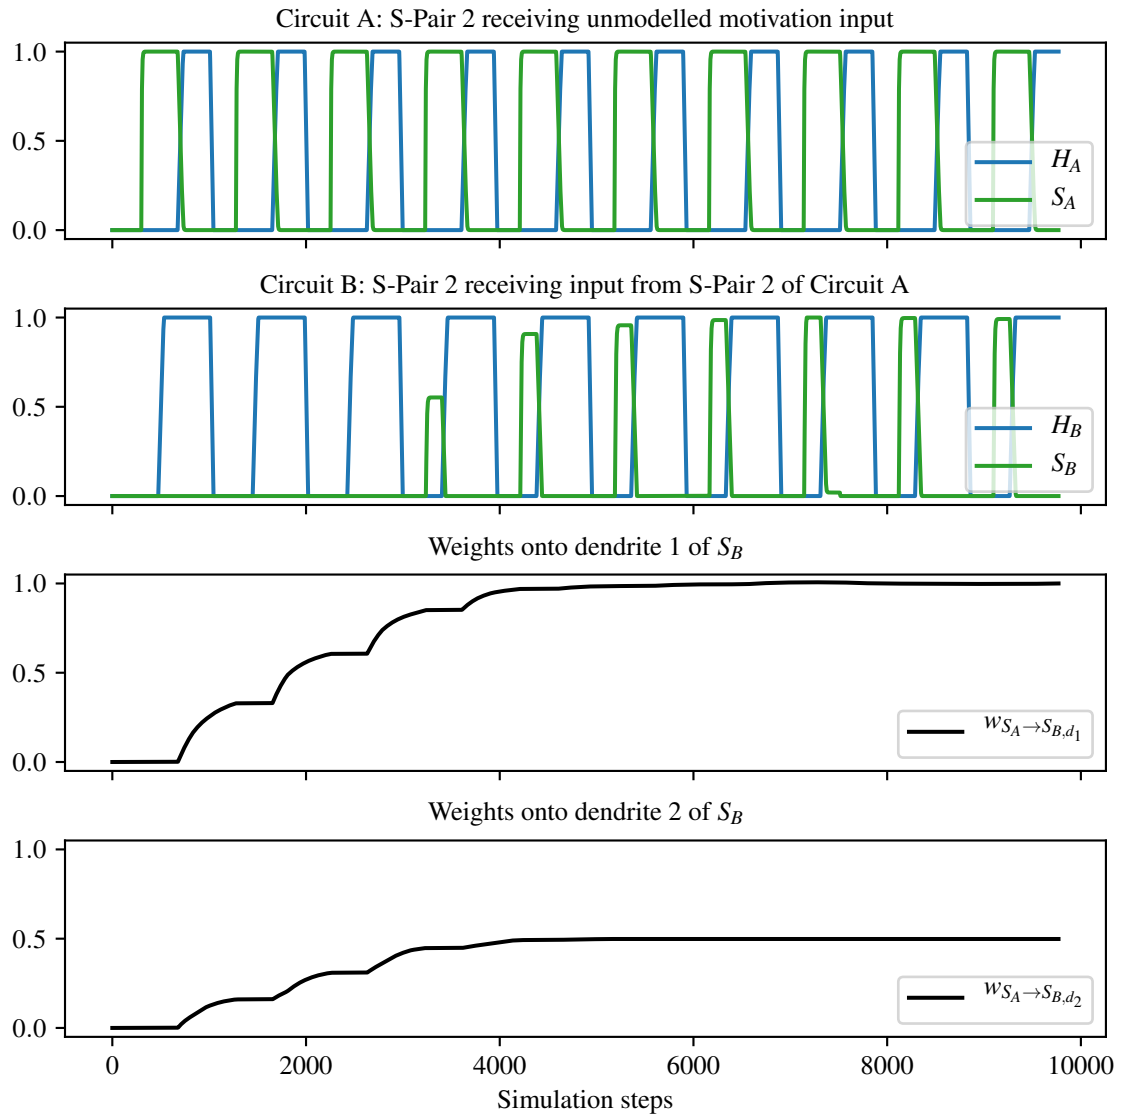 Circuit A: S-Pair 2 receiving unmodelled motivation input
1.0
0.5
0.0
H_A
S_A
Circuit B: S-Pair 2 receiving input from S-Pair 2 of Circuit A
1.0
0.5
0.0
H_B
S_B
Weights onto dendrite 1 of S_B
1.0
0.5
0.0
w_{S_A→S_{B,d_1}}
Weights onto dendrite 2 of S_B
1.0
0.5
0.0
w_{S_A→S_{B,d_2}}
0 2000 4000 6000 8000 10000
Simulation steps